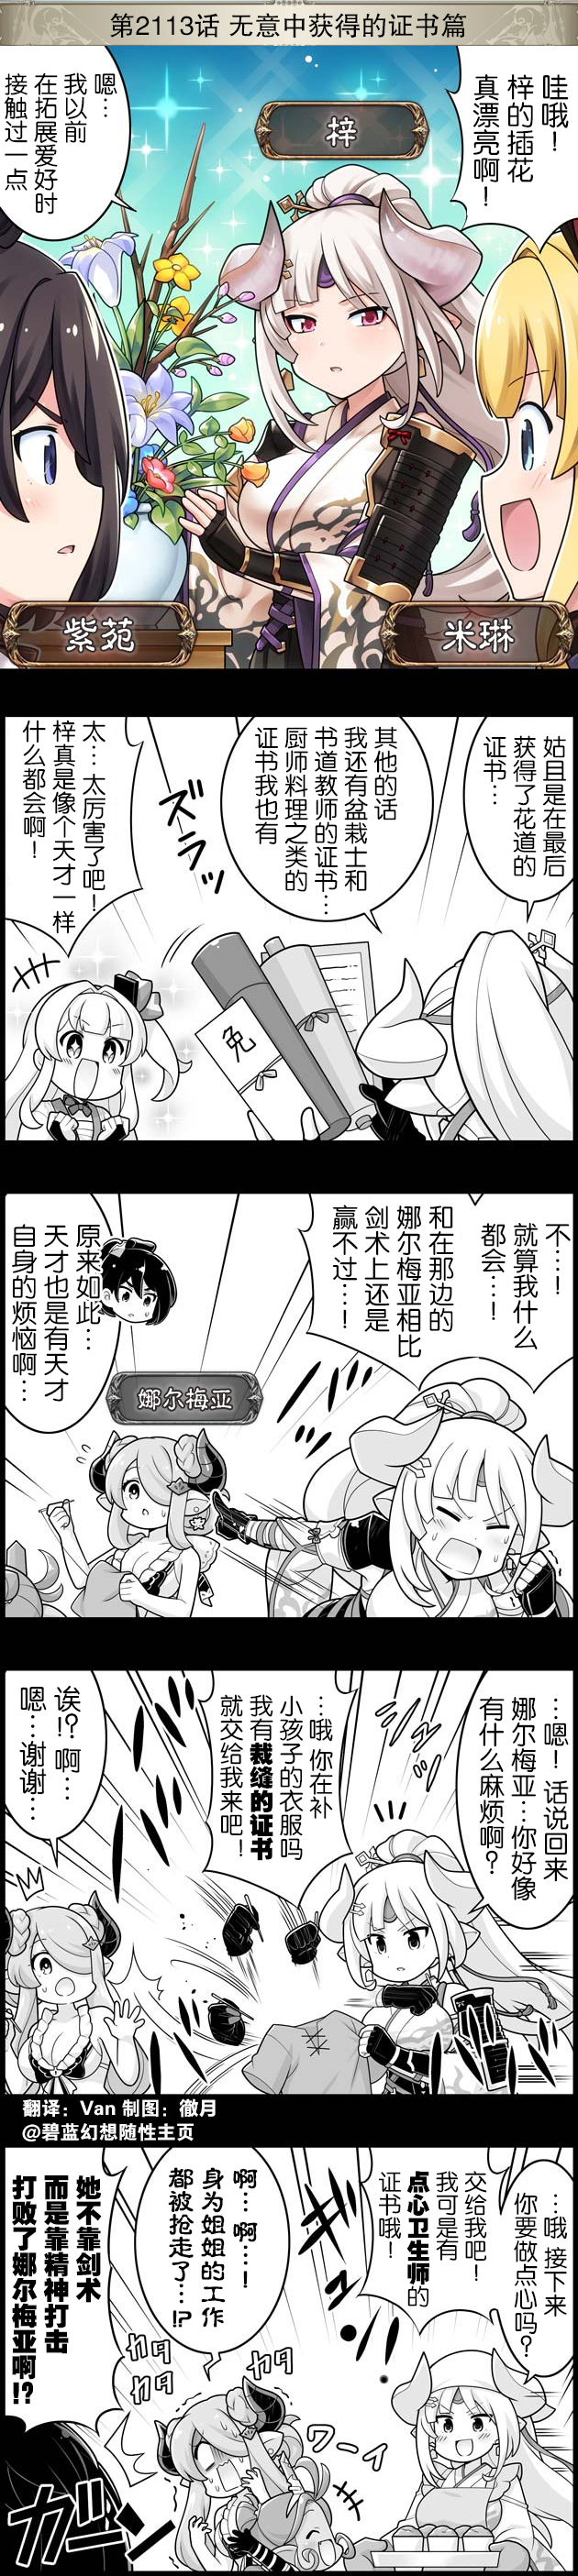 第2113话 无意中获得的证书篇
哇哦！
梓的插花
真漂亮啊！
梓
嗯…
我以前
在拓展爱好时
接触过一点
紫苑
米琳
姑且是在最后
获得了花道的
证书…
其他的话
我还有盆栽士和
书道教师的证书…
厨师料理之类的
证书我也有
ズラッ
免
太…太厉害了吧！
梓真是像个天才一样
什么都会啊！
不…！
就算我什么
都会…！
和在那边的
娜尔梅亚相比
剑术上还是
赢不过…！
原来如此…
天才也是有天才
自身的烦恼啊…
娜尔梅亚
…嗯！话说回来
娜尔梅亚…你好像
有什么麻烦啊？
…哦 你在补
小孩子的衣服吗
我有裁缝的证书
就交给我来吧！
诶!?啊…
嗯…谢谢…
翻译：Van 制图：徹月
@碧蓝幻想随性主页
…哦 接下来
你要做点心吗？
交给我吧！
我可是有
点心卫生师的
证书哦！
啊…啊…！
身为姐姐的工作
都被抢走了…!?
她不靠剑术
而是靠精神打击
打败了娜尔梅亚啊!?
カタ
カタ
カタ
カタ
ワーイ
ガーン